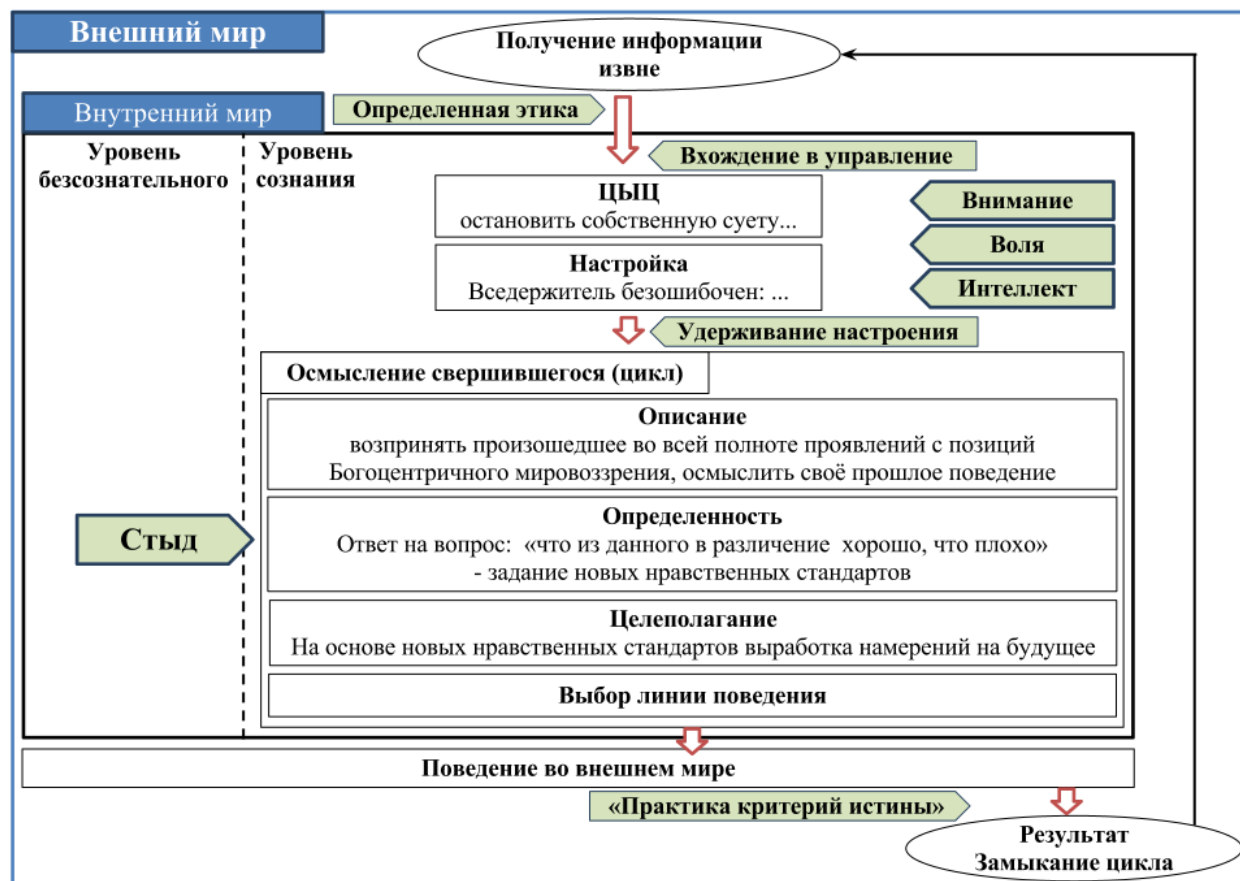 Внешний мир
Получение информации
извне
Внутренний мир
Определенная этика
Уровень
безсознательного
Уровень
сознания
Вхождение в управление
ЦЫЦ
остановить собственную суету...
Внимание
Воля
Настройка
Вседержитель безошибочен: ...
Интеллект
Удерживание настроения
Осмысление свершившегося (цикл)
Описание
возпринять произошедшее во всей полноте проявлений с позиций
Богоцентричного мировоззрения, осмыслить своё прошлое поведение
Стыд
Определенность
Ответ на вопрос: «что из данного в различение хорошо, что плохо»
- задание новых нравственных стандартов
Целеполагание
На основе новых нравственных стандартов выработка намерений на будущее
Выбор линии поведения
Поведение во внешнем мире
«Практика критерий истины»
Результат
Замыкание цикла